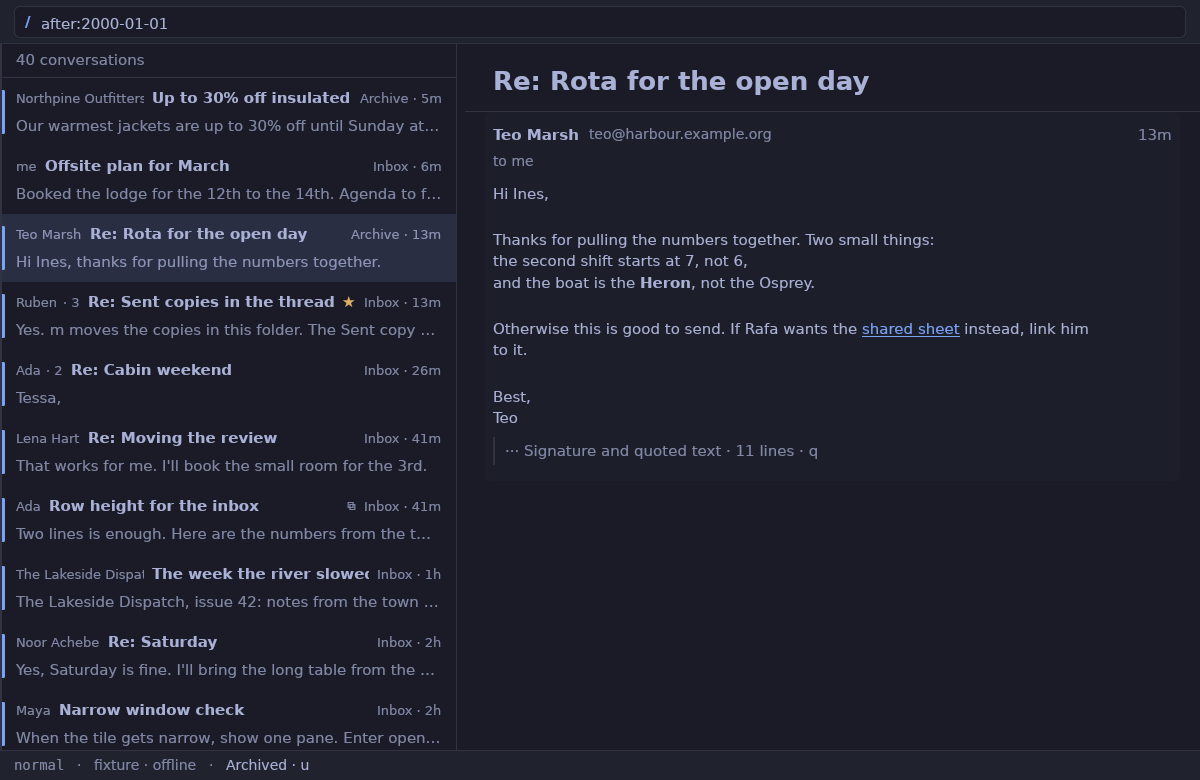 / after:2000-01-01
40 conversations
Northpine Outfitters Up to 30% off insulated Archive · 5m
Our warmest jackets are up to 30% off until Sunday at…
me Offsite plan for March Inbox · 6m
Booked the lodge for the 12th to the 14th. Agenda to f…
Teo Marsh Re: Rota for the open day Archive · 13m
Hi Ines, thanks for pulling the numbers together.
Ruben · 3 Re: Sent copies in the thread ★ Inbox · 13m
Yes. m moves the copies in this folder. The Sent copy …
Ada · 2 Re: Cabin weekend Inbox · 26m
Tessa,
Lena Hart Re: Moving the review Inbox · 41m
That works for me. I'll book the small room for the 3rd.
Ada Row height for the inbox Inbox · 41m
Two lines is enough. Here are the numbers from the t…
The Lakeside Dispat The week the river slowed Inbox · 1h
The Lakeside Dispatch, issue 42: notes from the town …
Noor Achebe Re: Saturday Inbox · 2h
Yes, Saturday is fine. I'll bring the long table from the …
Maya Narrow window check Inbox · 2h
When the tile gets narrow, show one pane. Enter open…
Re: Rota for the open day
Teo Marsh teo@harbour.example.org 13m
to me
Hi Ines,
Thanks for pulling the numbers together. Two small things:
the second shift starts at 7, not 6,
and the boat is the Heron, not the Osprey.
Otherwise this is good to send. If Rafa wants the shared sheet instead, link him
to it.
Best,
Teo
··· Signature and quoted text · 11 lines · q
normal · fixture · offline · Archived · u